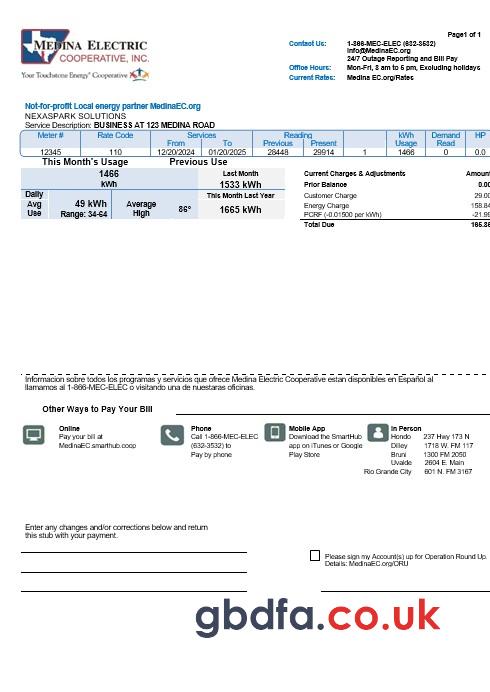 Page1 of 1
MEDINA ELECTRIC
COOPERATIVE, INC.
Your Touchstone Energy® Cooperative
Contact Us: 1-866-MEC-ELEC (632-3532)
info@MedinaEC.org
24/7 Outage Reporting and Bill Pay
Office Hours: Mon-Fri, 8 am to 5 pm, Excluding holidays
Current Rates: Medina EC.org/Rates
Not-for-profit Local energy partner MedinaEC.org
NEXASPARK SOLUTIONS
Service Description: BUSINESS AT 123 MEDINA ROAD
Meter # Rate Code Services Reading kWh Demand HP
From To Previous Present Usage Read
12345 110 12/20/2024 01/20/2025 28448 29914 1 1466 0 0.0
This Month's Usage Previous Use
1466 Last Month
kWh 1533 kWh
Daily Avg Use 49 kWh Range: 34-64 Average High 86° This Month Last Year 1665 kWh
Current Charges & Adjustments Amount
Prior Balance 0.00
Customer Charge 29.00
Energy Charge 158.84
PCRF (-0.01500 per kWh) -21.99
Total Due
Informacion sobre todos los programas y servicios que ofrece Medina Electric Cooperative estan disponibles en Español al
llamarnos al 1-866-MEC-ELEC o visitando una de nuestaras oficinas.
Other Ways to Pay Your Bill
Online
Pay your bill at
MedinaEC.smarthub.coop
Phone
Call 1-866-MEC-ELEC
(632-3532) to
Pay by phone
Mobile App
Download the SmartHub
app on iTunes or Google
Play Store
In Person
Hondo 237 Hwy 173 N
Dilley 1718 W. FM 117
Bruni 1300 FM 2050
Uvalde 2604 E. Main
Rio Grande City 601 N. FM 3167
Enter any changes and/or corrections below and return
this stub with your payment.
Please sign my Account(s) up for Operation Round Up.
Details: MedinaEC.org/ORU
gbdfa.co.uk